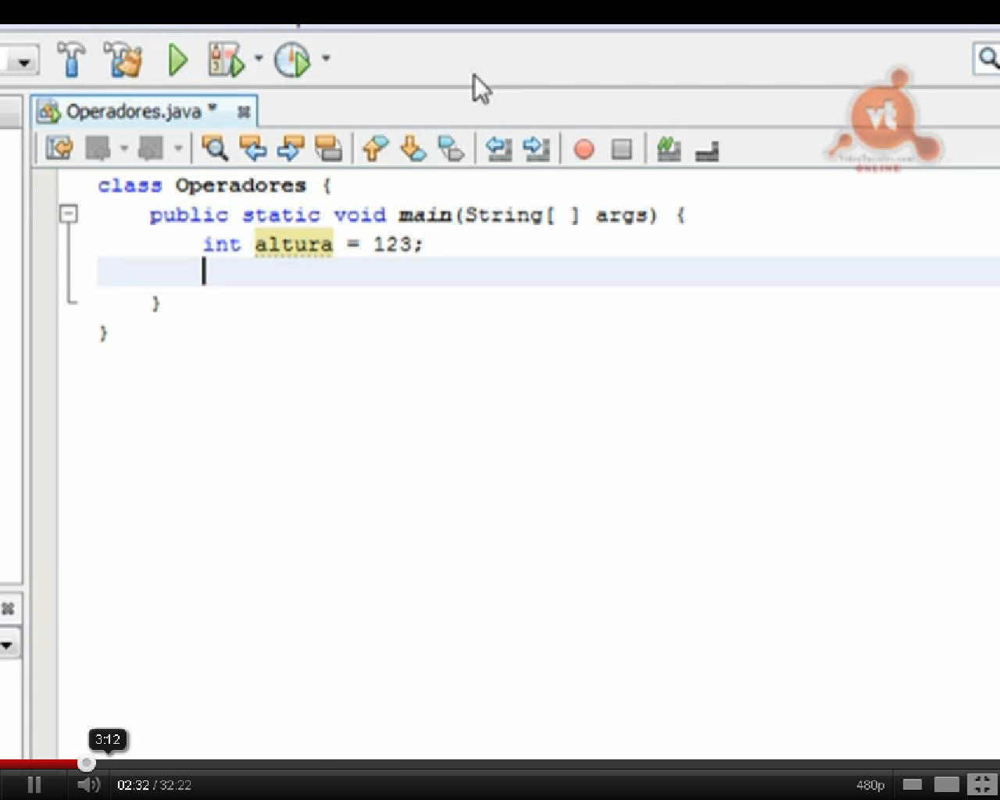 Operadores.java *
vt
ONLINE
class Operadores {
public static void main(String[ ] args) {
int altura = 123;
}
}
3:12
02:32 / 32:22
480p